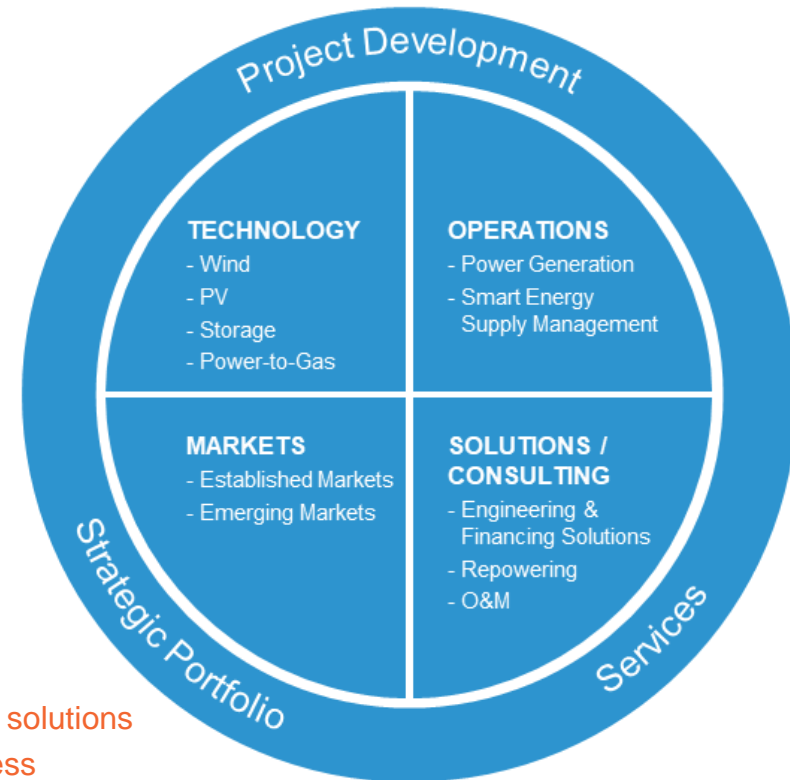 Project Development
TECHNOLOGY
- Wind
- PV
- Storage
- Power-to-Gas
OPERATIONS
- Power Generation
- Smart Energy
Supply Management
MARKETS
- Established Markets
- Emerging Markets
SOLUTIONS /
CONSULTING
- Engineering &
Financing Solutions
- Repowering
- O&M
Strategic Portfolio
Services
solutions